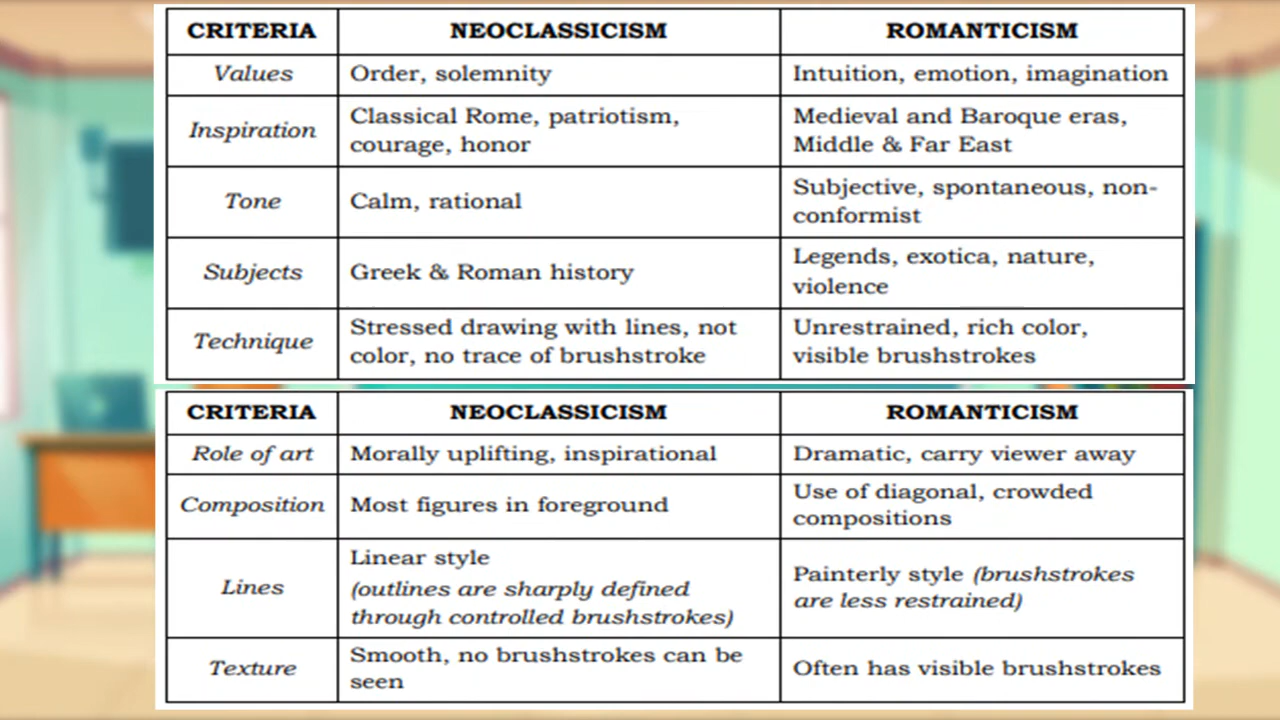 CRITERIA NEOCLASSICISM ROMANTICISM
Values Order, solemnity Intuition, emotion, imagination
Inspiration Classical Rome, patriotism, courage, honor Medieval and Baroque eras, Middle & Far East
Tone Calm, rational Subjective, spontaneous, non-conformist
Subjects Greek & Roman history Legends, exotica, nature, violence
Technique Stressed drawing with lines, not color, no trace of brushstroke Unrestrained, rich color, visible brushstrokes
CRITERIA NEOCLASSICISM ROMANTICISM
Role of art Morally uplifting, inspirational Dramatic, carry viewer away
Composition Most figures in foreground Use of diagonal, crowded compositions
Lines Linear style (outlines are sharply defined through controlled brushstrokes) Painterly style (brushstrokes are less restrained)
Texture Smooth, no brushstrokes can be seen Often has visible brushstrokes